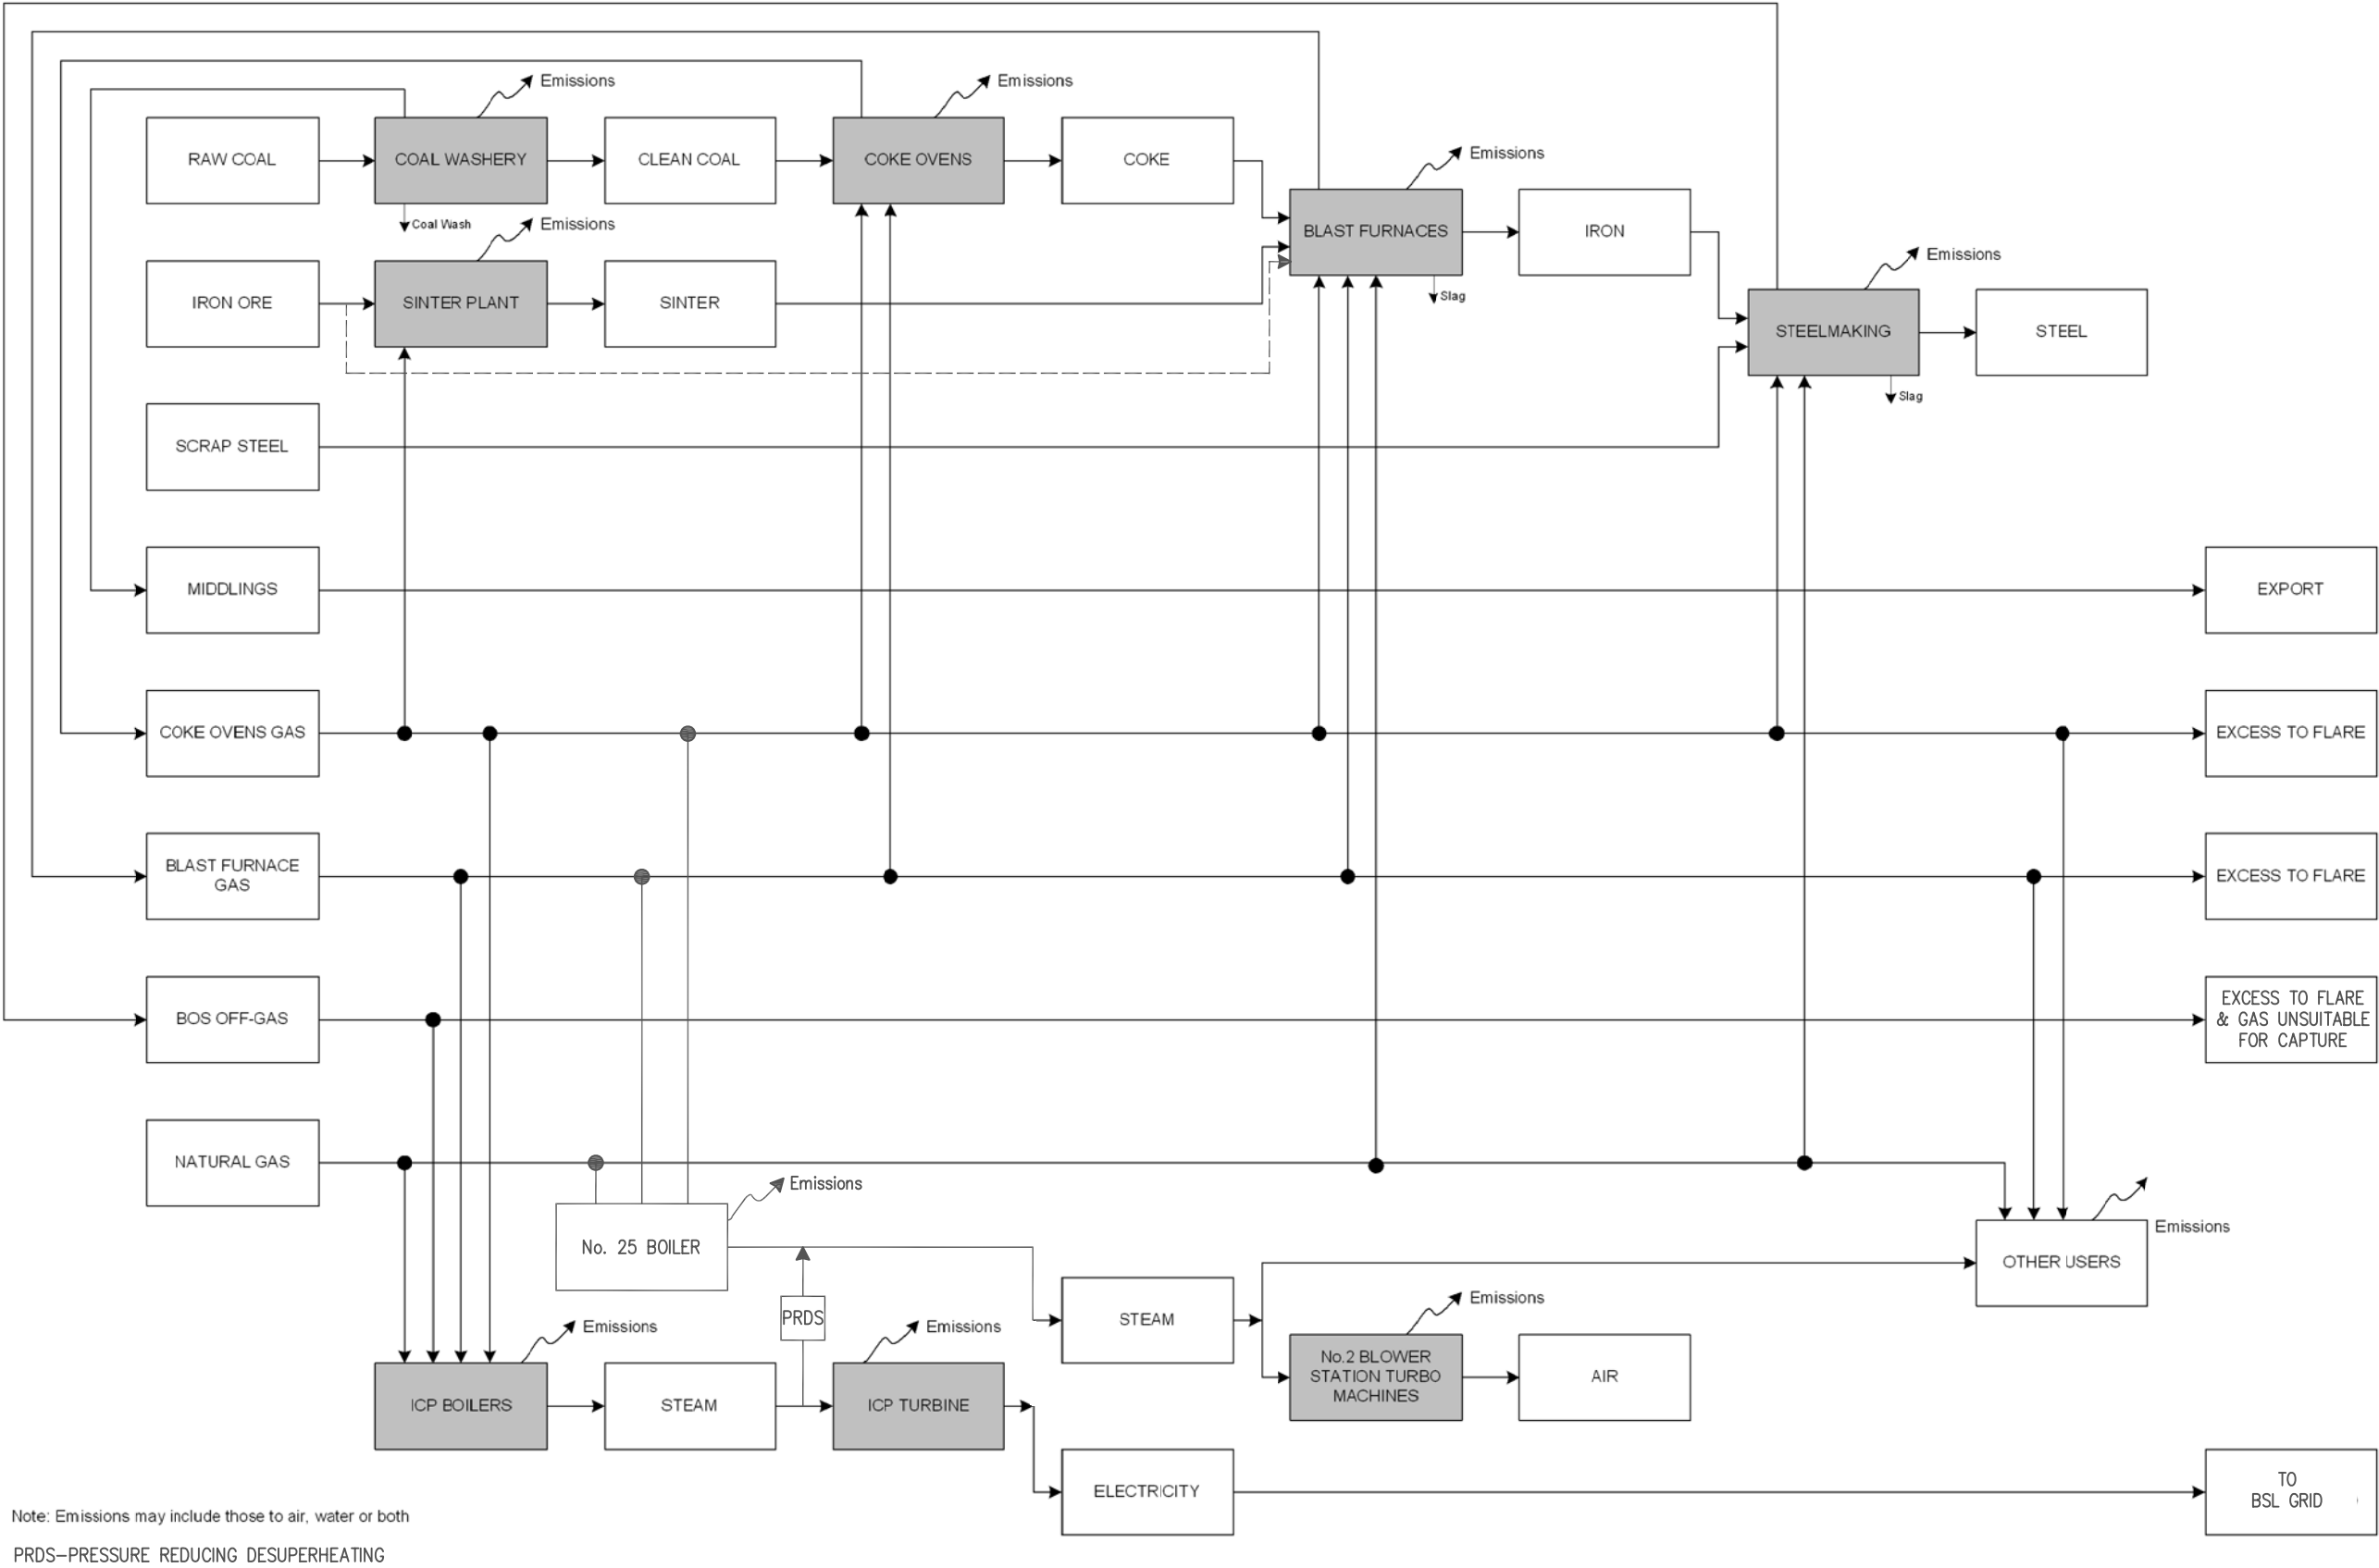 Emissions
Emissions
RAW COAL
COAL WASHERY
CLEAN COAL
COKE OVENS
COKE
Emissions
Coal Wash
Emissions
BLAST FURNACES
IRON
Emissions
IRON ORE
SINTER PLANT
SINTER
Slag
STEELMAKING
STEEL
Slag
SCRAP STEEL
MIDDLINGS
EXPORT
COKE OVENS GAS
EXCESS TO FLARE
BLAST FURNACE
GAS
EXCESS TO FLARE
BOS OFF-GAS
EXCESS TO FLARE
& GAS UNSUITABLE
FOR CAPTURE
NATURAL GAS
Emissions
No. 25 BOILER
Emissions
OTHER USERS
PRDS
STEAM
Emissions
Emissions
Emissions
No.2 BLOWER
STATION TURBO
MACHINES
AIR
ICP BOILERS
STEAM
ICP TURBINE
ELECTRICITY
TO
BSL GRID
Note: Emissions may include those to air, water or both
PRDS-PRESSURE REDUCING DESUPERHEATING